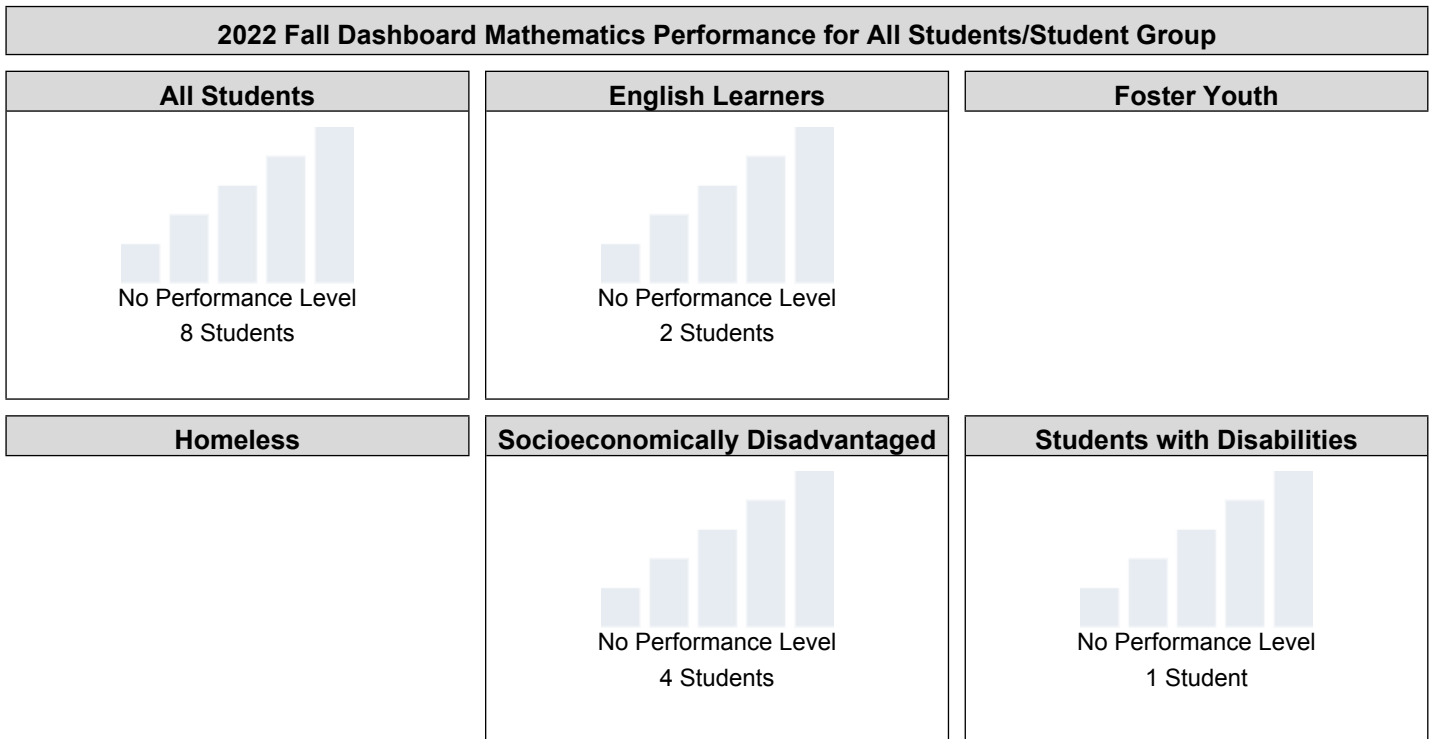 2022 Fall Dashboard Mathematics Performance for All Students/Student Group
All Students
English Learners
Foster Youth
No Performance Level
8 Students
No Performance Level
2 Students
Homeless
Socioeconomically Disadvantaged
Students with Disabilities
No Performance Level
4 Students
No Performance Level
1 Student